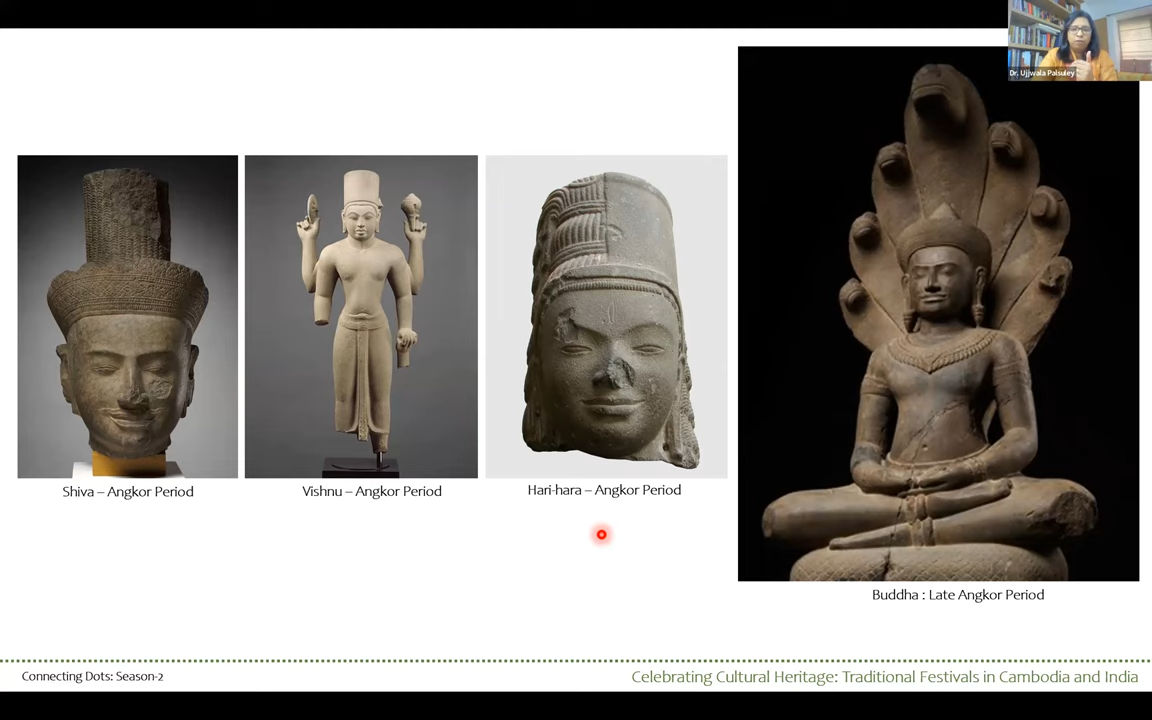 Dr. Ujjwala Palsuley
Shiva – Angkor Period
Vishnu – Angkor Period
Hari-hara – Angkor Period
Buddha : Late Angkor Period
Connecting Dots: Season-2
Celebrating Cultural Heritage: Traditional Festivals in Cambodia and India